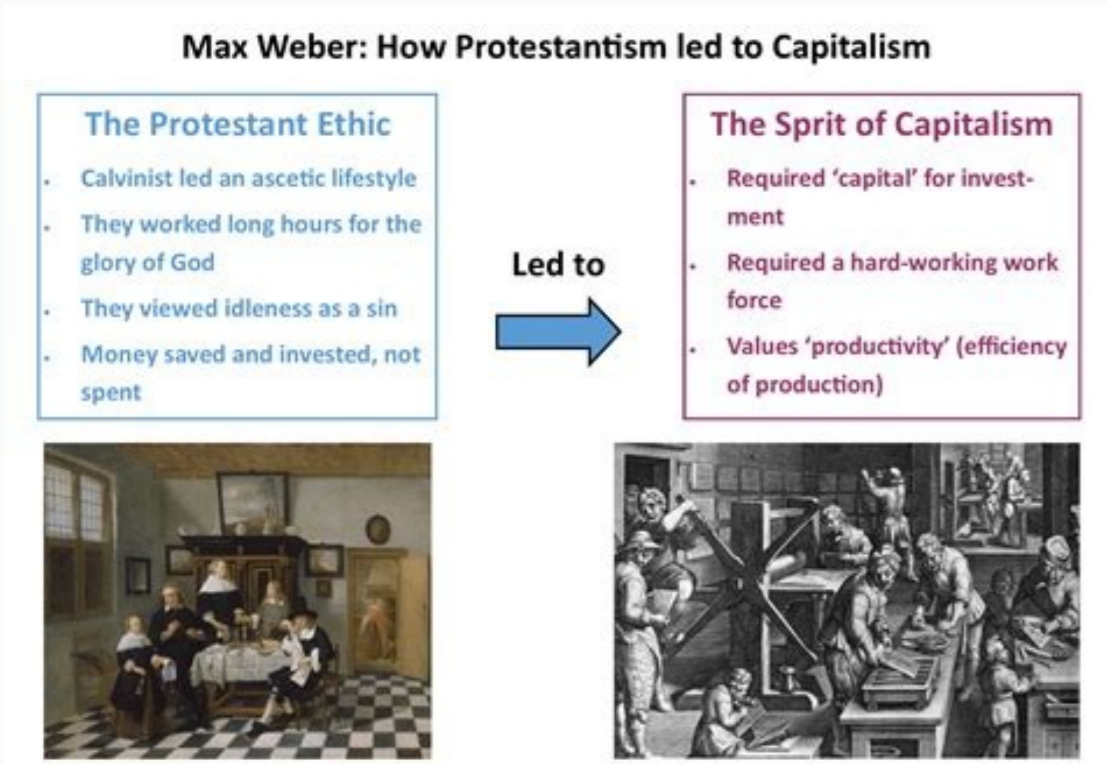 Max Weber: How Protestantism led to Capitalism
The Protestant Ethic
• Calvinist led an ascetic lifestyle
• They worked long hours for the
glory of God
• They viewed idleness as a sin
• Money saved and invested, not
spent
Led to
The Sprit of Capitalism
• Required ‘capital’ for invest-
ment
• Required a hard-working work
force
• Values ‘productivity’ (efficiency
of production)